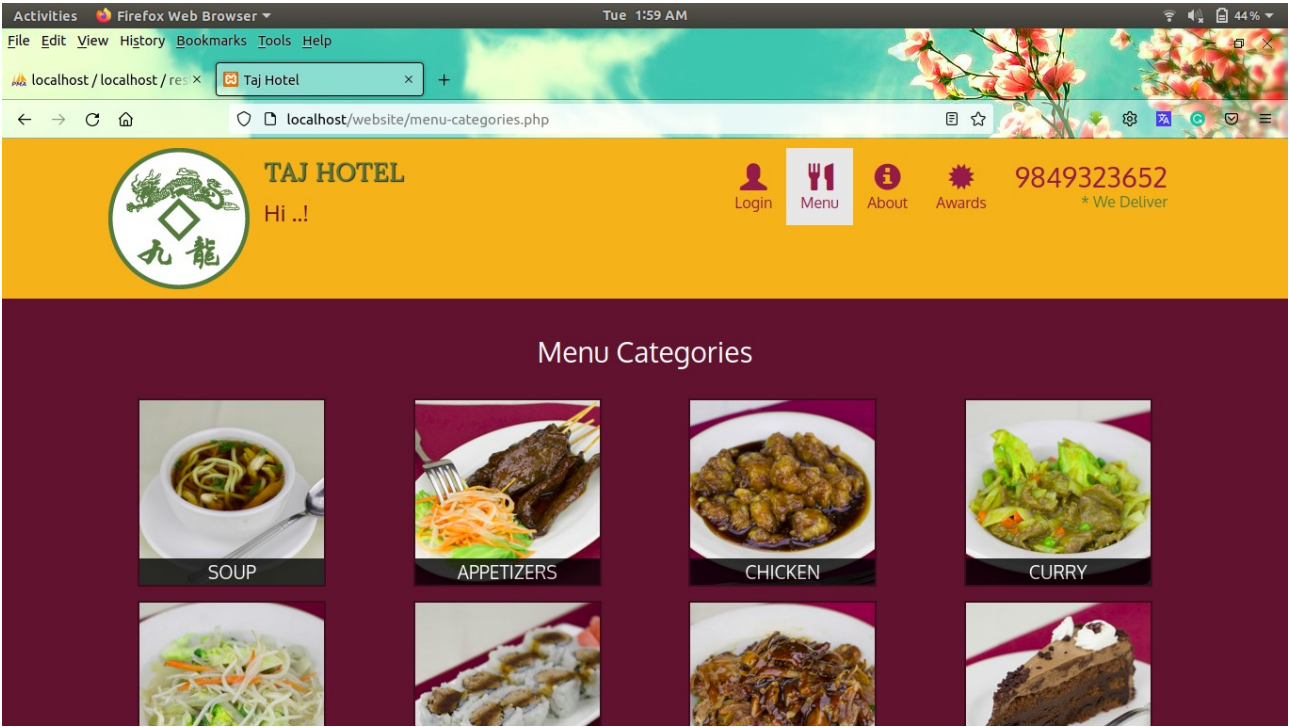 Activities Firefox Web Browser Tue 1:59 AM 44 %
File Edit View History Bookmarks Tools Help
localhost / localhost / res Taj Hotel
localhost/website/menu-categories.php
TAJ HOTEL
Hi ..!
Login Menu About Awards
9849323652
* We Deliver
九龍
Menu Categories
SOUP APPETIZERS CHICKEN CURRY